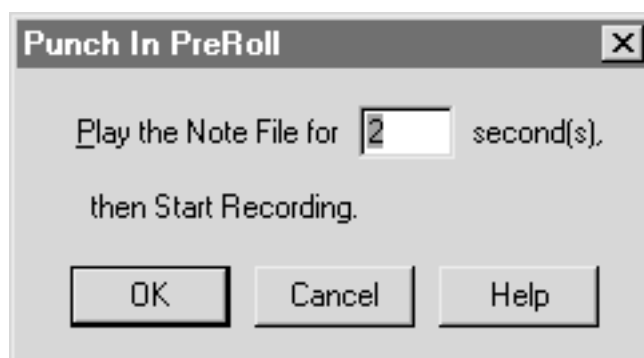 Punch In PreRoll
Play the Note File for 2 second(s),
then Start Recording.
OK Cancel Help